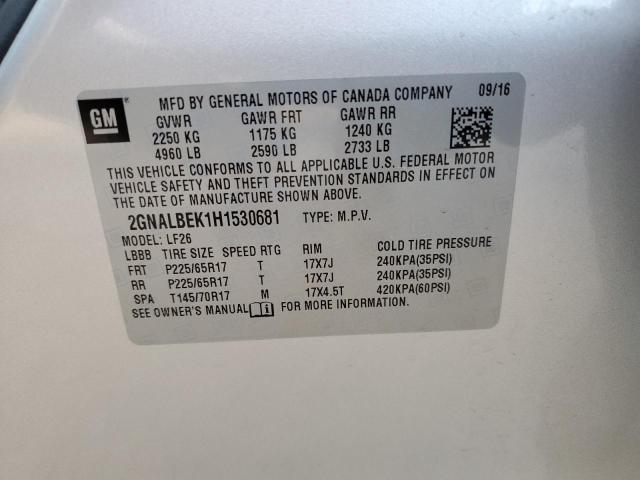 GM
MFD BY GENERAL MOTORS OF CANADA COMPANY 09/16
GVWR GAWR FRT GAWR RR
2250 KG 1175 KG 1240 KG
4960 LB 2590 LB 2733 LB
THIS VEHICLE CONFORMS TO ALL APPLICABLE U.S. FEDERAL MOTOR
VEHICLE SAFETY AND THEFT PREVENTION STANDARDS IN EFFECT ON
THE DATE OF MANUFACTURE SHOWN ABOVE.
2GNALBEK1H1530681 TYPE: M.P.V.
MODEL: LF26
LBBB TIRE SIZE SPEED RTG RIM COLD TIRE PRESSURE
FRT P225/65R17 T 17X7J 240KPA(35PSI)
RR P225/65R17 T 17X7J 240KPA(35PSI)
SPA T145/70R17 M 17X4.5T 420KPA(60PSI)
SEE OWNER'S MANUAL FOR MORE INFORMATION.